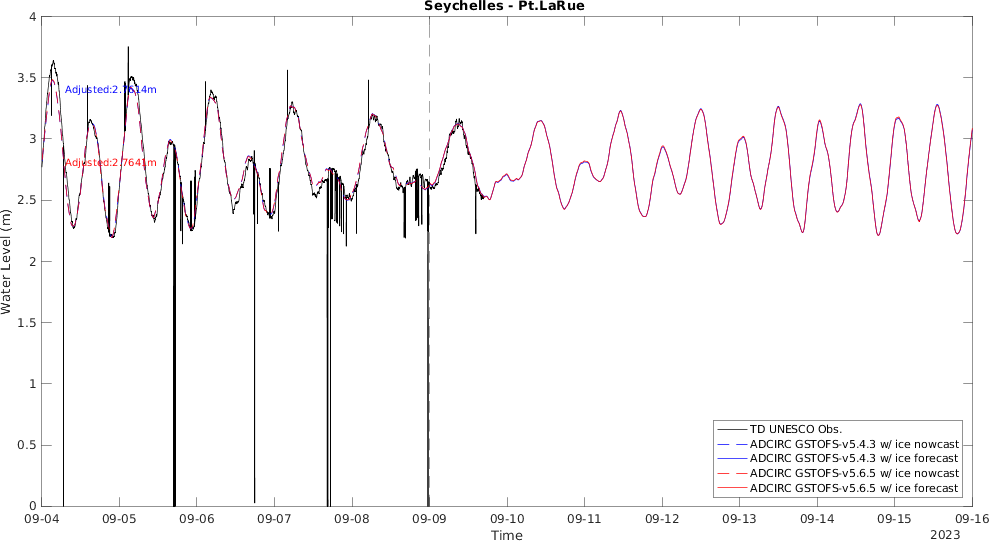 Seychelles - Pt.LaRue
4
3.5
3
2.5
2
1.5
1
0.5
0
Water Level (m)
Adjusted:2.7614m
Adjusted:2.7641m
TD UNESCO Obs.
ADCIRC GSTOFS-v5.4.3 w/ ice nowcast
ADCIRC GSTOFS-v5.4.3 w/ ice forecast
ADCIRC GSTOFS-v5.6.5 w/ ice nowcast
ADCIRC GSTOFS-v5.6.5 w/ ice forecast
09-04 09-05 09-06 09-07 09-08 09-09 09-10 09-11 09-12 09-13 09-14 09-15 09-16
Time
2023